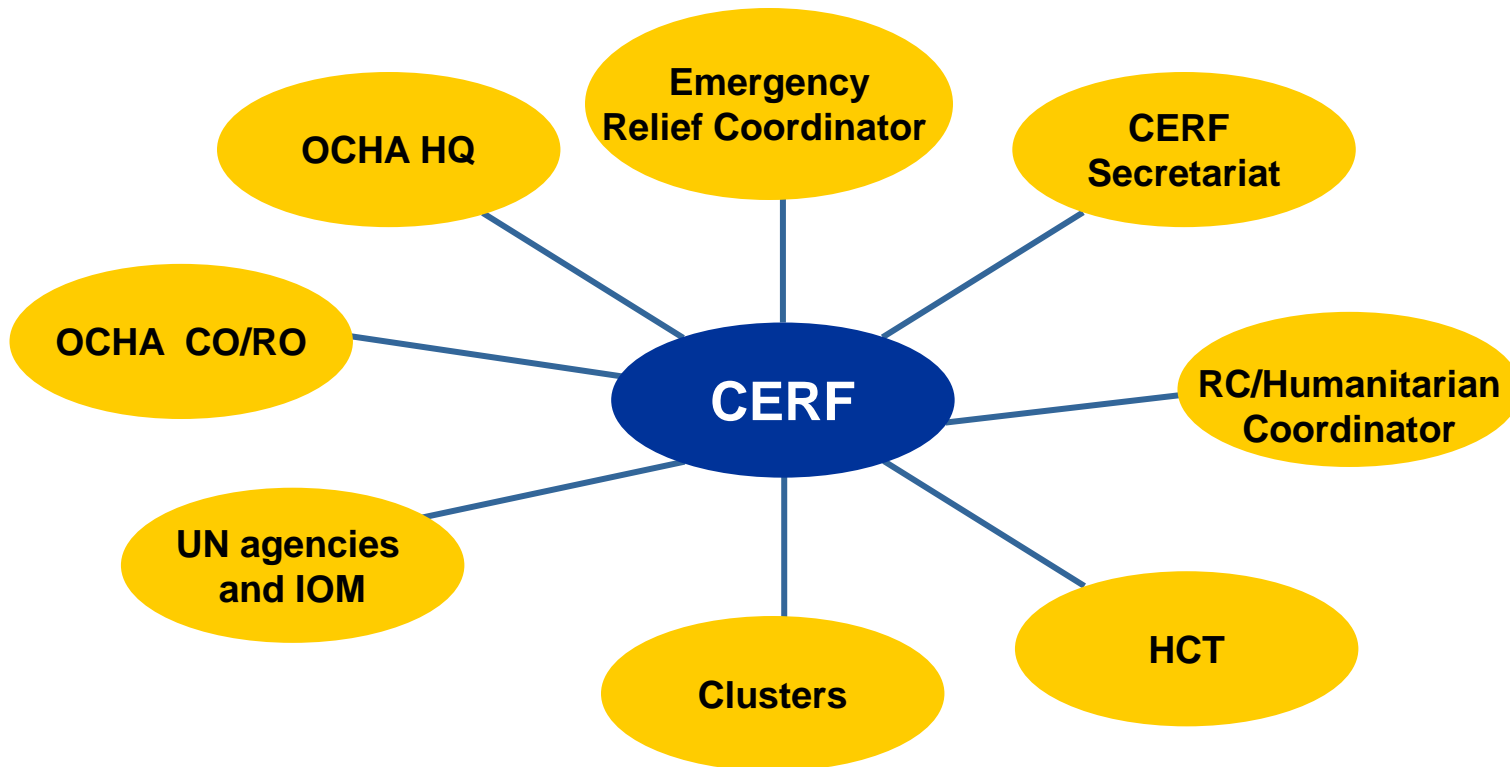 Emergency
Relief Coordinator
OCHA HQ
CERF
Secretariat
OCHA CO/RO
CERF
RC/Humanitarian
Coordinator
UN agencies
and IOM
HCT
Clusters